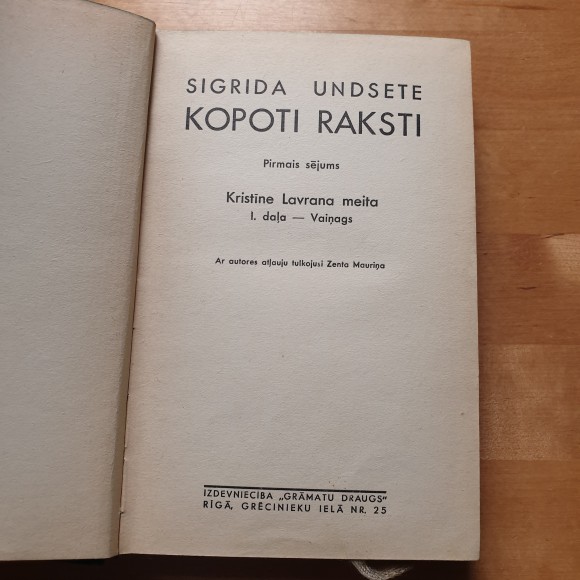 SIGRIDA UNDSETE
KOPOTI RAKSTI
Pirmais sējums
Kristīne Lavrana meita
I. daļa — Vaiņags
Ar autores atļauju tulkojusi Zenta Mauriņa
IZDEVNIECĪBA „GRĀMATU DRAUGS"
RĪGĀ, GRĒCINIEKU IELĀ NR. 25